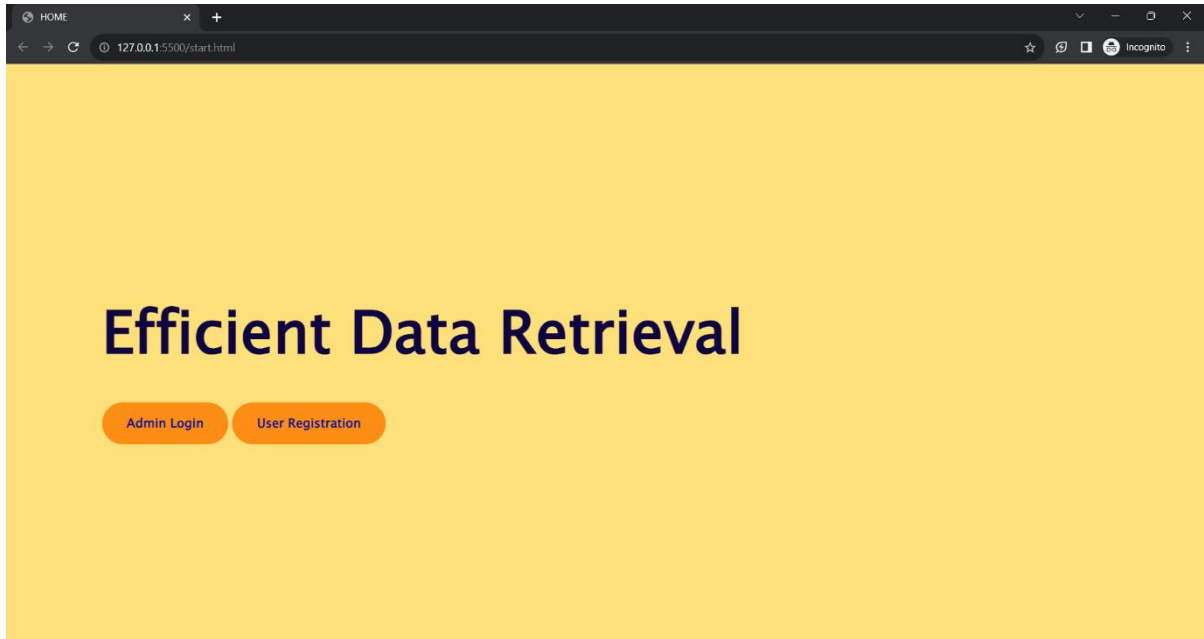 HOME
127.0.0.1:5500/start.html
Incognito
Efficient Data Retrieval
Admin Login User Registration